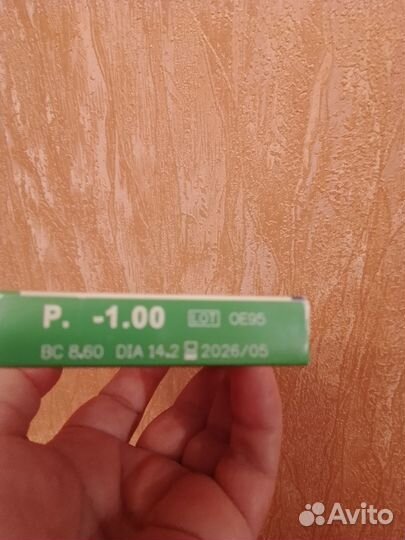 P. -1.00 LOT OE95
BC 8.60 DIA 14.2 2026/05
Avito